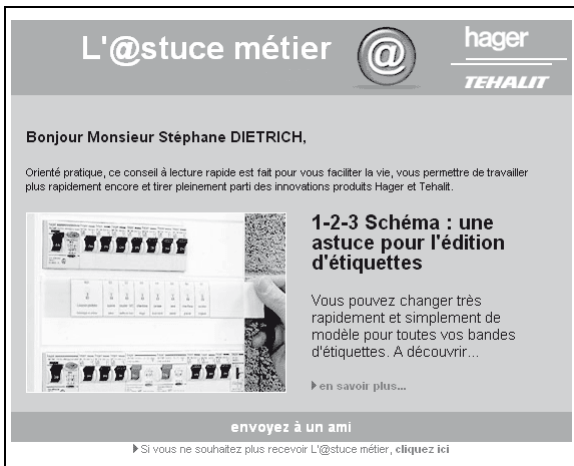 L'@stuce métier
@
hager
TEHALIT
Bonjour Monsieur Stéphane DIETRICH,
Orienté pratique, ce conseil à lecture rapide est fait pour vous faciliter la vie, vous permettre de travailler
plus rapidement encore et tirer pleinement parti des innovations produits Hager et Tehalit.
1-2-3 Schéma : une
astuce pour l'édition
d'étiquettes
Vous pouvez changer très
rapidement et simplement de
modèle pour toutes vos bandes
d'étiquettes. A découvrir...
en savoir plus...
envoyez à un ami
Si vous ne souhaitez plus recevoir L'@stuce métier, cliquez ici